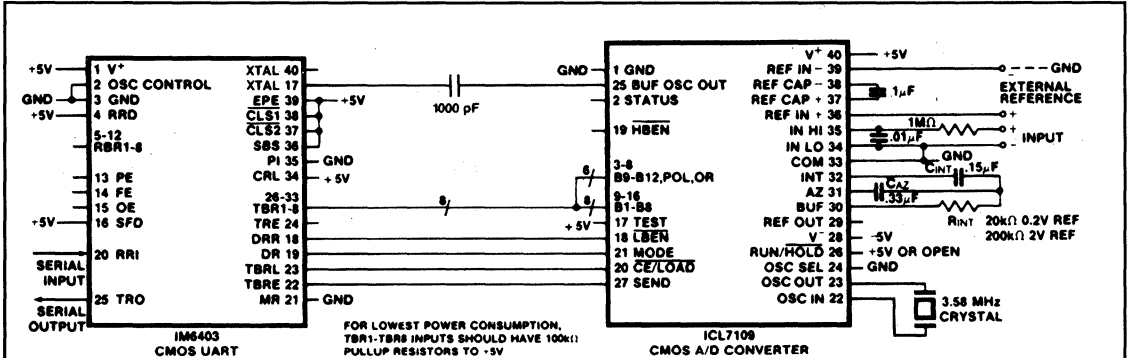 +5V
1 V+
2 OSC CONTROL
GND
3 GND
+5V
4 RRD
5-12
RBR1-8
13 PE
14 FE
15 OE
+5V
16 SFD
20 RRI
SERIAL
INPUT
25 TRO
SERIAL
OUTPUT
XTAL 40
XTAL 17
EPE 39
+5V
CLS1 38
CLS2 37
SBS 36
PI 35
GND
CRL 34
+5V
26-33
TBR1-8
8
TRE 24
DRR 18
DR 19
TBRL 23
TBRE 22
MR 21
GND
IM6403
CMOS UART
1000 pF
FOR LOWEST POWER CONSUMPTION,
TBR1-TBR8 INPUTS SHOULD HAVE 100kΩ
PULLUP RESISTORS TO +5V
GND
1 GND
25 BUF OSC OUT
2 STATUS
19 HBEN
3-8
6
B9-B12,POL,OR
9-16
8
B1-B8
+5V
17 TEST
18 LBEN
21 MODE
20 CE/LOAD
27 SEND
V+ 40
+5V
REF IN- 39
GND
REF CAP- 38
REF CAP+ 37
.1μF
EXTERNAL
REFERENCE
REF IN+ 36
IN HI 35
1MΩ
.01μF
+
+
INPUT
IN LO 34
-
COM 33
GND
INT 32
CINT
.15μF
AZ 31
CAZ
.33μF
BUF 30
RINT
20kΩ 0.2V REF
200kΩ 2V REF
REF OUT 29
V- 28
-5V
RUN/HOLD 26
+5V OR OPEN
OSC SEL 24
GND
OSC OUT 23
OSC IN 22
3.58 MHz
CRYSTAL
ICL7109
CMOS A/D CONVERTER